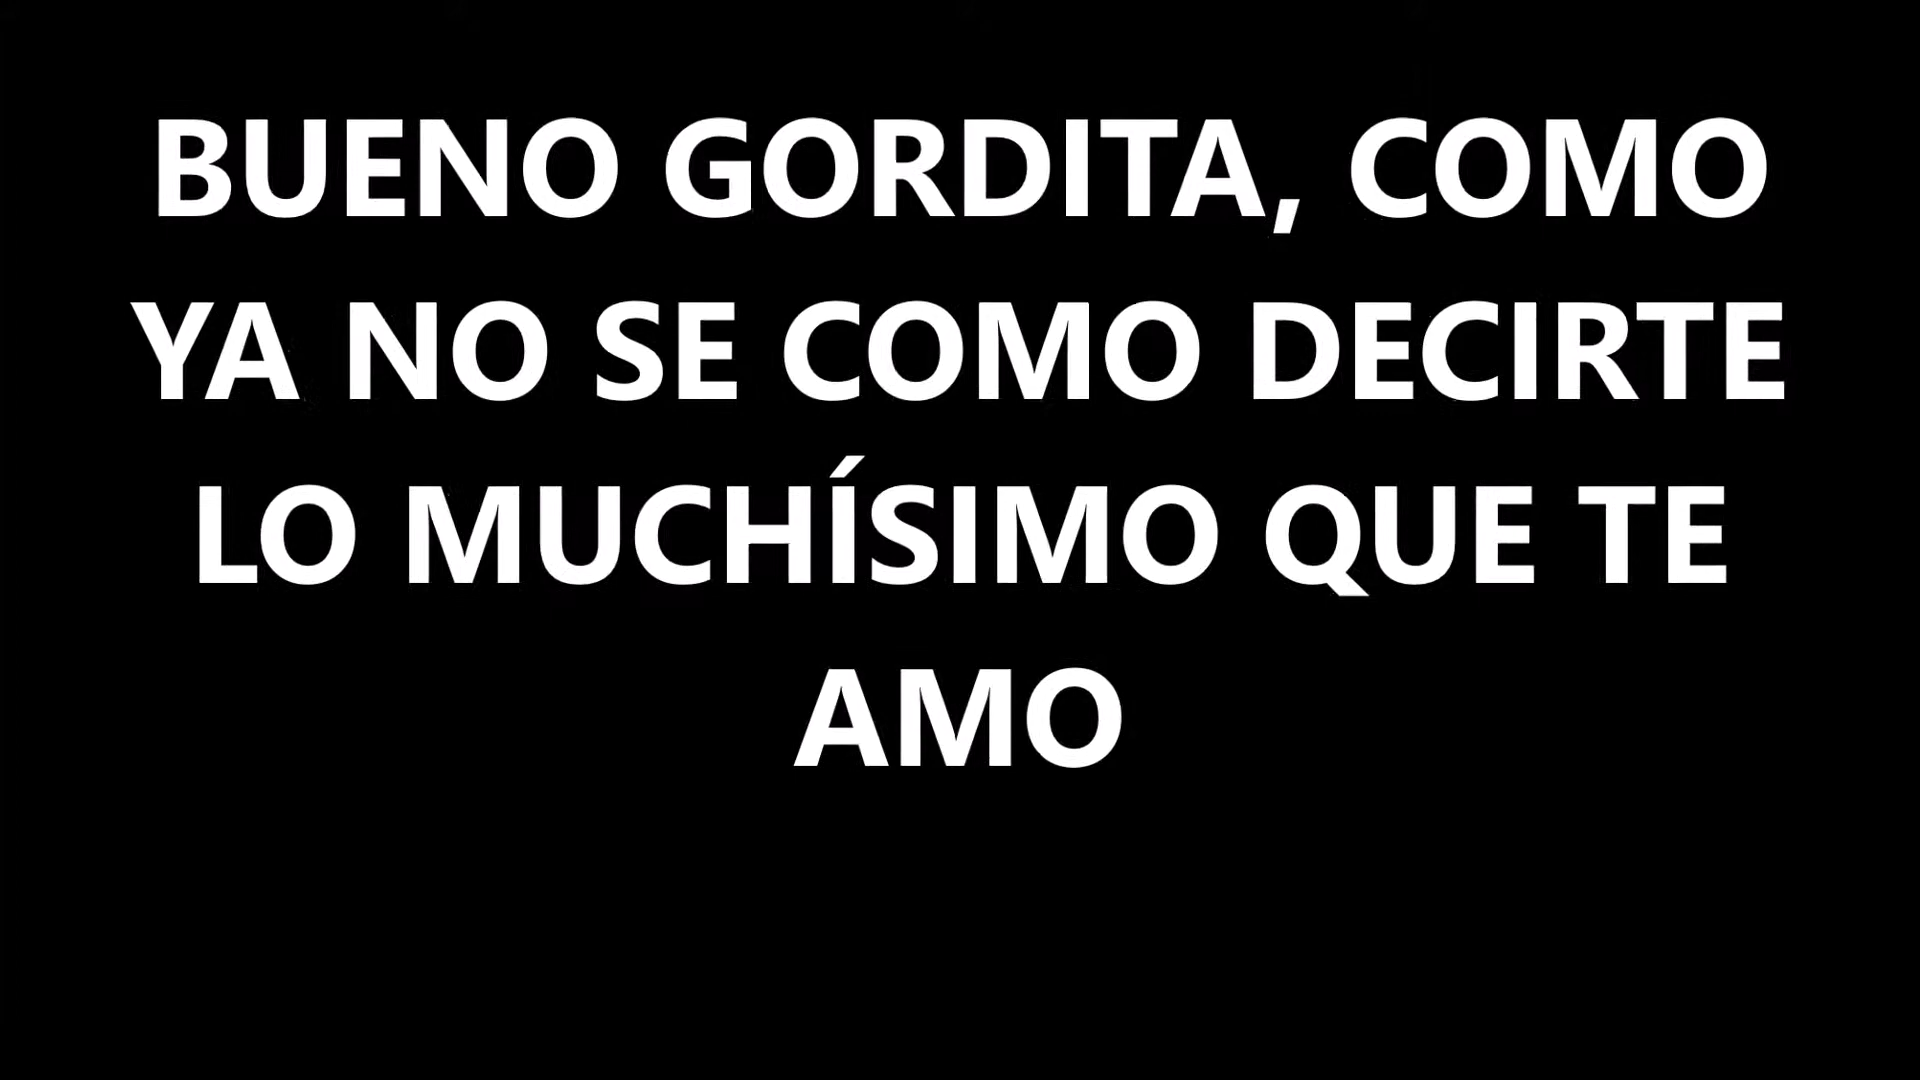 BUENO GORDITA, COMO
YA NO SE COMO DECIRTE
LO MUCHÍSIMO QUE TE
AMO